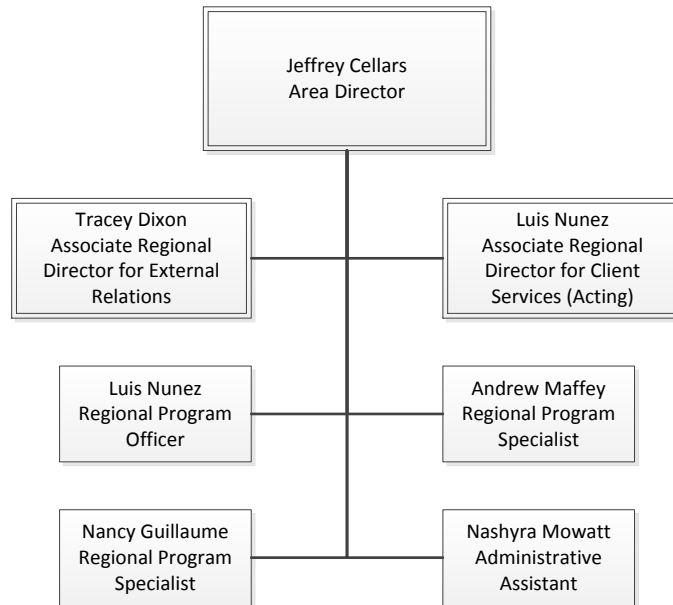 Jeffrey Cellars
Area Director
Tracey Dixon
Associate Regional
Director for External
Relations
Luis Nunez
Associate Regional
Director for Client
Services (Acting)
Luis Nunez
Regional Program
Officer
Andrew Maffey
Regional Program
Specialist
Nancy Guillaume
Regional Program
Specialist
Nashyra Mowatt
Administrative
Assistant